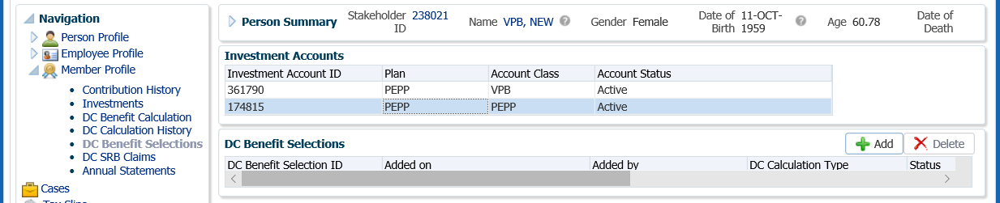 Navigation
Person Profile
Employee Profile
Member Profile
Contribution History
Investments
DC Benefit Calculation
DC Calculation History
DC Benefit Selections
DC SRB Claims
Annual Statements
Cases
Tax Slips
Person Summary Stakeholder ID 238021 Name VPB, NEW Gender Female Date of Birth 11-OCT-1959 Age 60.78 Date of Death
Investment Accounts
Investment Account ID Plan Account Class Account Status
361790 PEPP VPB Active
174815 PEPP PEPP Active
DC Benefit Selections Add Delete
DC Benefit Selection ID Added on Added by DC Calculation Type Status